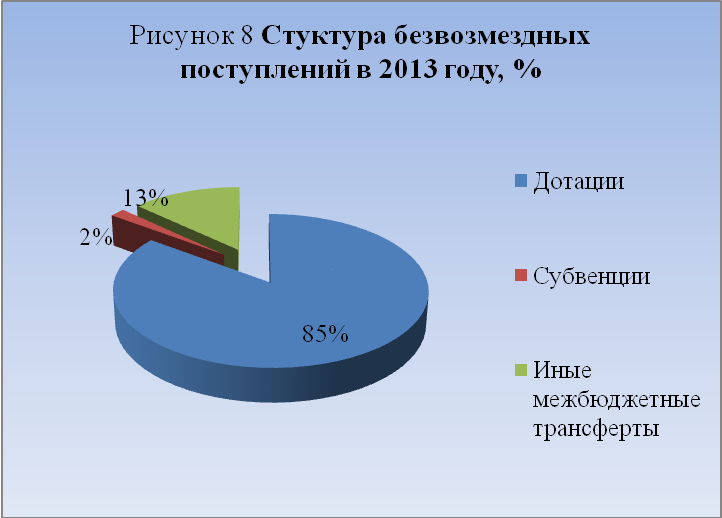 Рисунок 8 Стуктура безвозмездных
поступлений в 2013 году, %
13%
2%
85%
Дотации
Субвенции
Иные
межбюджетные
трансферты